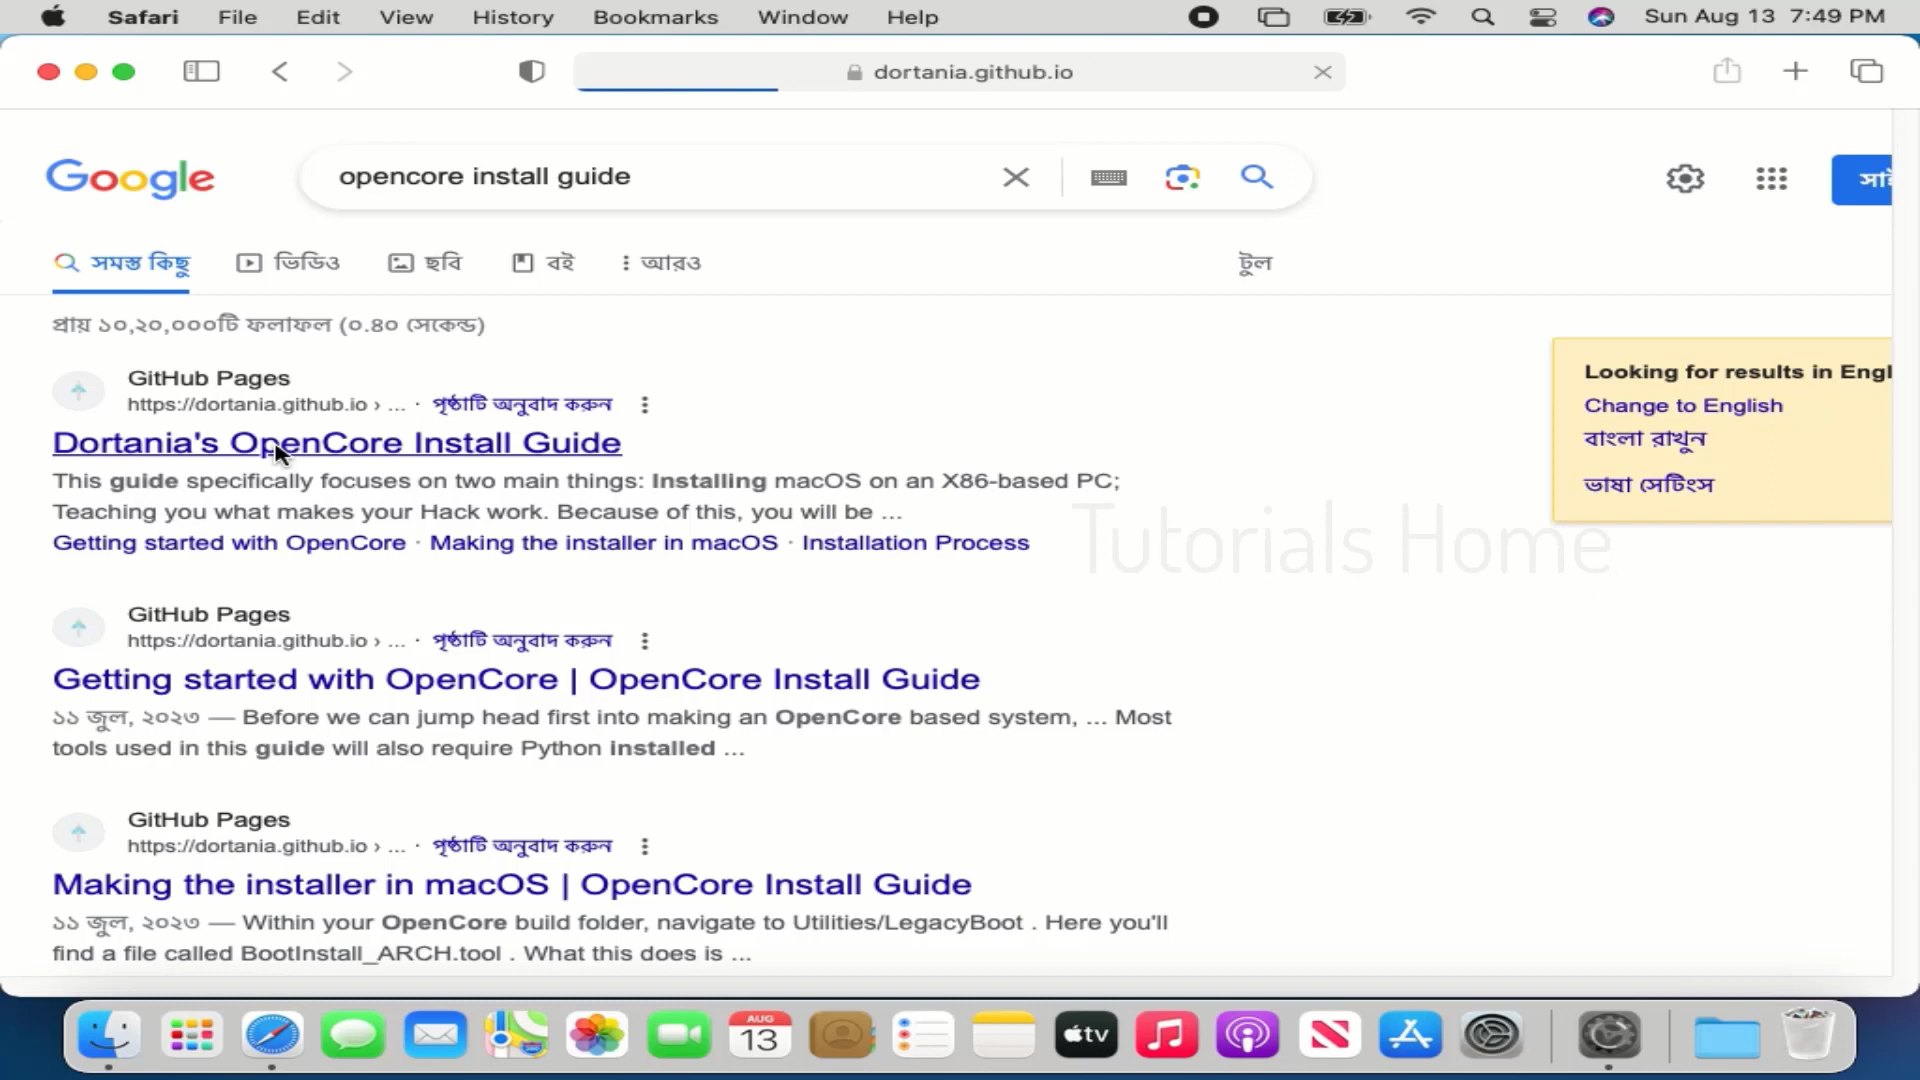 Safari File Edit View History Bookmarks Window Help Sun Aug 13 7:49 PM
dortania.github.io
Google opencore install guide সাই
সমস্ত কিছু ভিডিও ছবি বই আরও টুল
প্রায় ১০,২০,০০০টি ফলাফল (০.৪০ সেকেন্ড)
GitHub Pages
https://dortania.github.io › ... · পৃষ্ঠাটি অনুবাদ করুন
Dortania's OpenCore Install Guide
This guide specifically focuses on two main things: Installing macOS on an X86-based PC;
Teaching you what makes your Hack work. Because of this, you will be ...
Getting started with OpenCore · Making the installer in macOS · Installation Process
Looking for results in Engl
Change to English
বাংলা রাখুন
ভাষা সেটিংস
Tutorials Home
GitHub Pages
https://dortania.github.io › ... · পৃষ্ঠাটি অনুবাদ করুন
Getting started with OpenCore | OpenCore Install Guide
১১ জুল, ২০২৩ — Before we can jump head first into making an OpenCore based system, ... Most
tools used in this guide will also require Python installed ...
GitHub Pages
https://dortania.github.io › ... · পৃষ্ঠাটি অনুবাদ করুন
Making the installer in macOS | OpenCore Install Guide
১১ জুল, ২০২৩ — Within your OpenCore build folder, navigate to Utilities/LegacyBoot . Here you'll
find a file called BootInstall_ARCH.tool . What this does is ...
AUG
13
tv